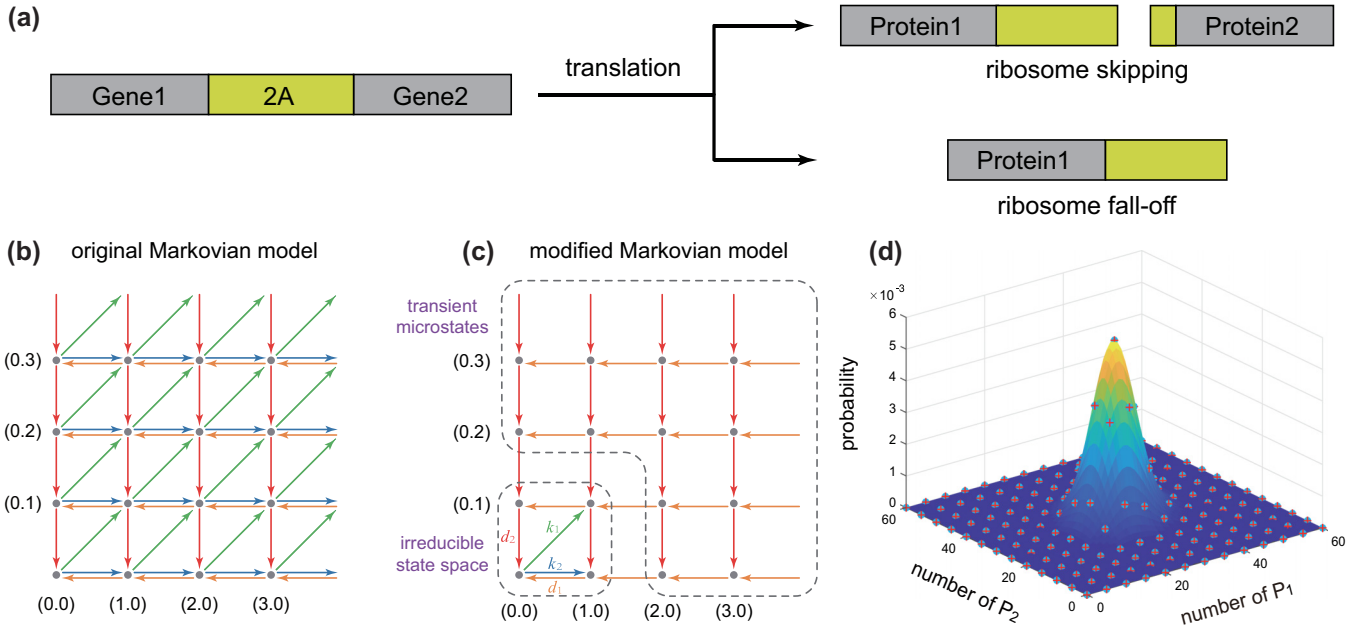 (a)
Gene1 2A Gene2
translation
Protein1 Protein2
ribosome skipping
Protein1
ribosome fall-off
(b) original Markovian model
(0.3)
(0.2)
(0.1)
(0.0) (1.0) (2.0) (3.0)
(c) modified Markovian model
transient
microstates
(0.3)
(0.2)
(0.1)
irreducible
state space
d₂
k₁
k₂
d₁
(0.0) (1.0) (2.0) (3.0)
(d)
×10⁻³
6
5
4
3
2
1
0
probability
60
40
20
0
number of P₂
0
20
40
60
number of P₁